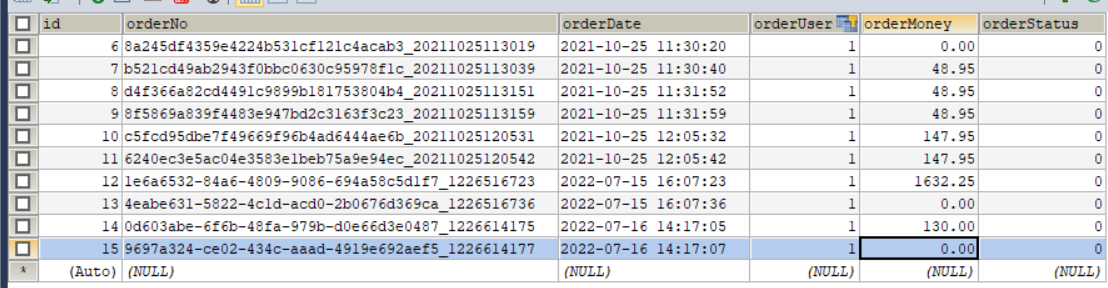 id orderNo orderDate orderUser orderMoney orderStatus
6 8a245df4359e4224b531cf121c4acab3_20211025113019 2021-10-25 11:30:20 1 0.00 0
7 b521cd49ab2943f0bbc0630c95978f1c_20211025113039 2021-10-25 11:30:40 1 48.95 0
8 d4f366a82cd4491c9899b181753804b4_20211025113151 2021-10-25 11:31:52 1 48.95 0
9 8f5869a839f4483e947bd2c3163f3c23_20211025113159 2021-10-25 11:31:59 1 48.95 0
10 c5fcd95dbe7f49669f96b4ad6444ae6b_20211025120531 2021-10-25 12:05:32 1 147.95 0
11 6240ec3e5ac04e3583e1beb75a9e94ec_20211025120542 2021-10-25 12:05:42 1 147.95 0
12 1e6a6532-84a6-4809-9086-694a58c5d1f7_1226516723 2022-07-15 16:07:23 1 1632.25 0
13 4eabe631-5822-4c1d-acd0-2b0676d369ca_1226516736 2022-07-15 16:07:36 1 0.00 0
14 0d603abe-6f6b-48fa-979b-d0e66d3e0487_1226614175 2022-07-16 14:17:05 1 130.00 0
15 9697a324-ce02-434c-aaad-4919e692aef5_1226614177 2022-07-16 14:17:07 1 0.00 0
* (Auto) (NULL) (NULL) (NULL) (NULL) (NULL)